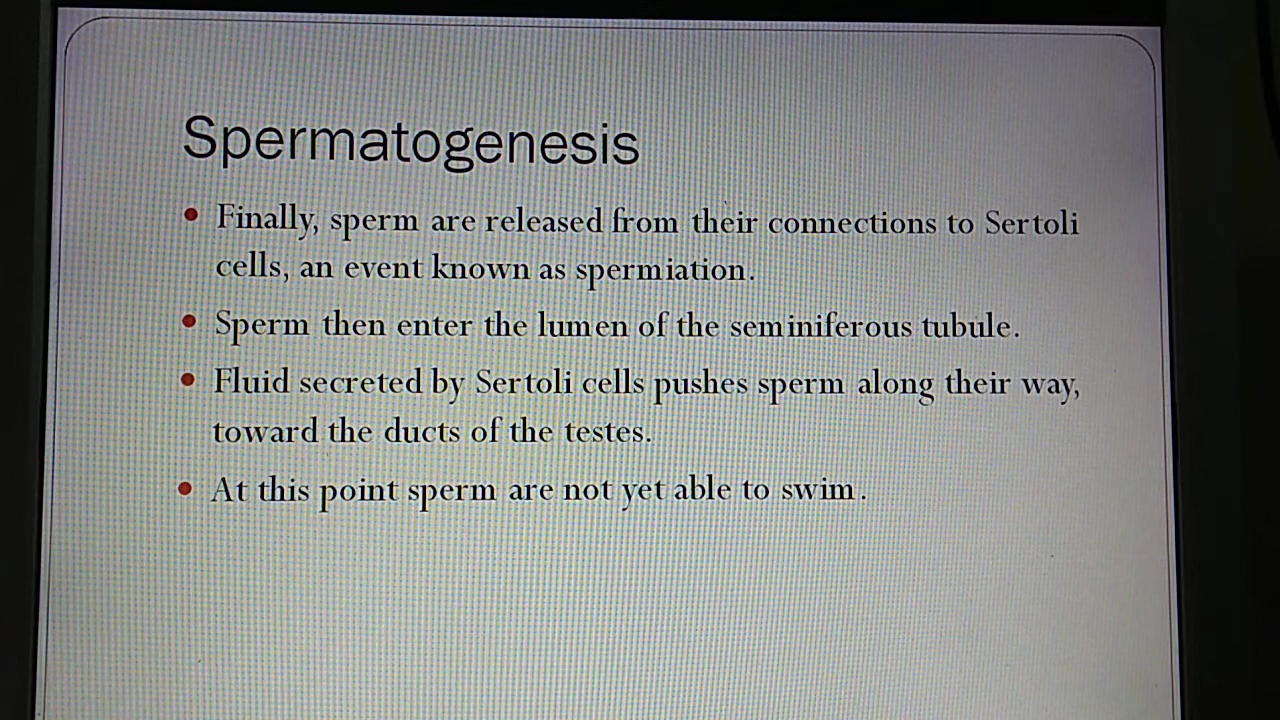 Spermatogenesis
• Finally, sperm are released from their connections to Sertoli
cells, an event known as spermiation.
• Sperm then enter the lumen of the seminiferous tubule.
• Fluid secreted by Sertoli cells pushes sperm along their way,
toward the ducts of the testes.
• At this point sperm are not yet able to swim.